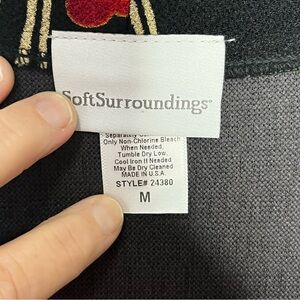 SoftSurroundings®
Separately
Only Non-Chlorine Bleach
When Needed,
Tumble Dry Low.
Cool Iron If Needed
May Be Dry Cleaned
MADE IN U.S.A.
STYLE# 24380
M